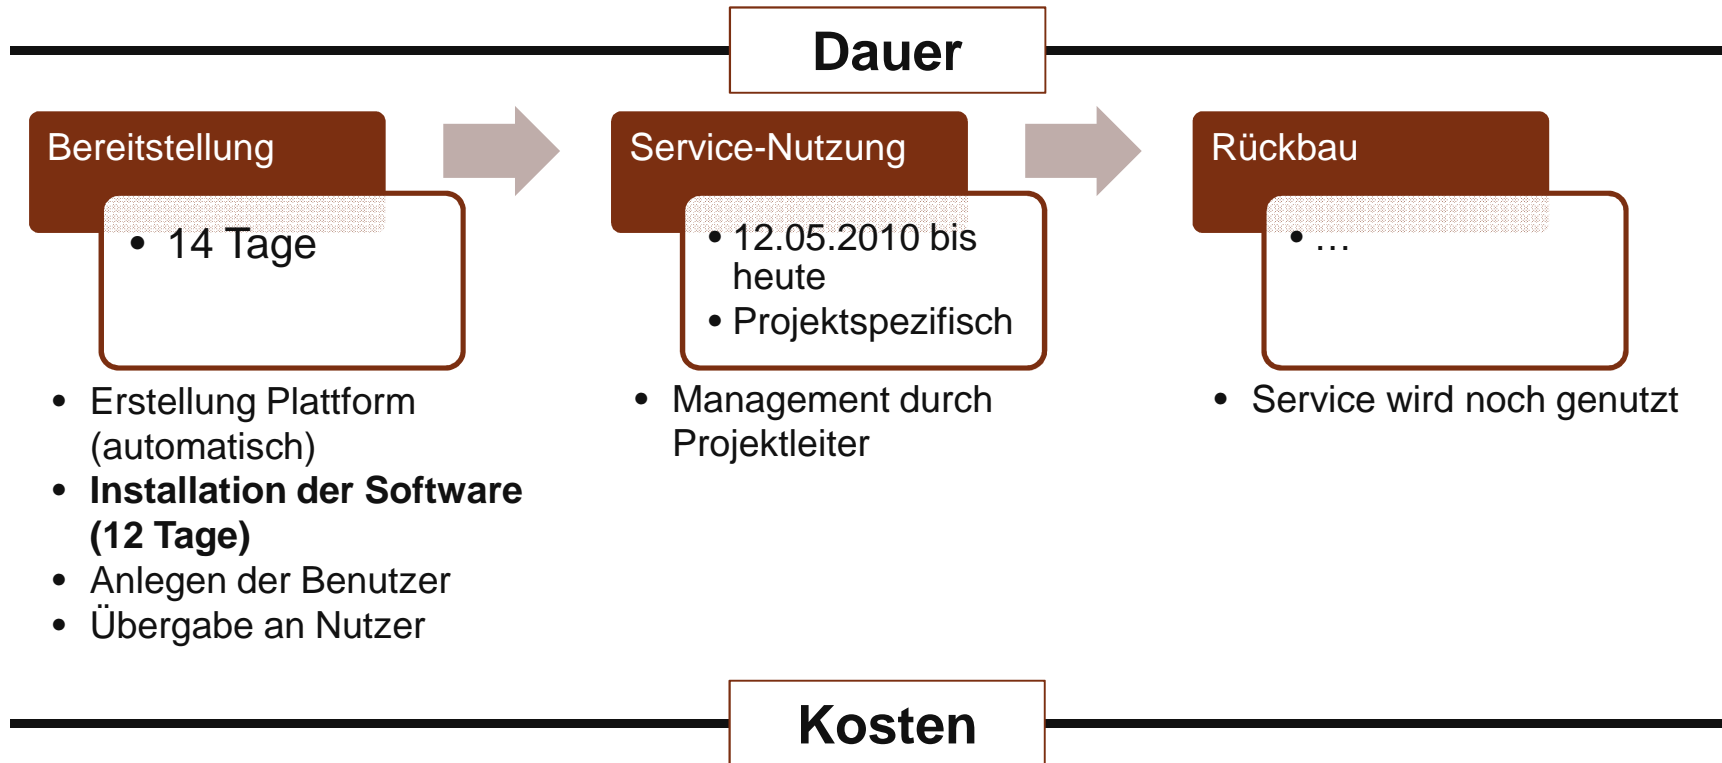 Dauer
Bereitstellung
• 14 Tage
• Erstellung Plattform
(automatisch)
• Installation der Software
(12 Tage)
• Anlegen der Benutzer
• Übergabe an Nutzer
Service-Nutzung
• 12.05.2010 bis
heute
• Projektspezifisch
• Management durch
Projektleiter
Rückbau
• …
• Service wird noch genutzt
Kosten